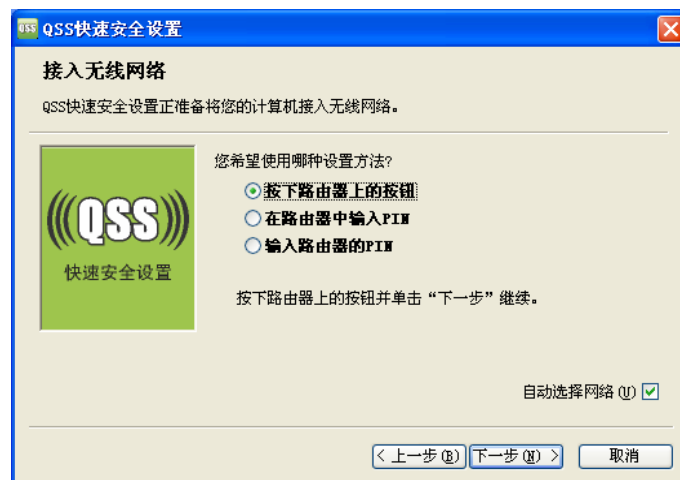 QSS QSS快速安全设置
接入无线网络
QSS快速安全设置正准备将您的计算机接入无线网络。
您希望使用哪种设置方法?
按下路由器上的按钮
在路由器中输入PIN
输入路由器的PIN
(((QSS)))
快速安全设置
按下路由器上的按钮并单击“下一步”继续。
自动选择网络(U)
< 上一步(B) 下一步(N) > 取消